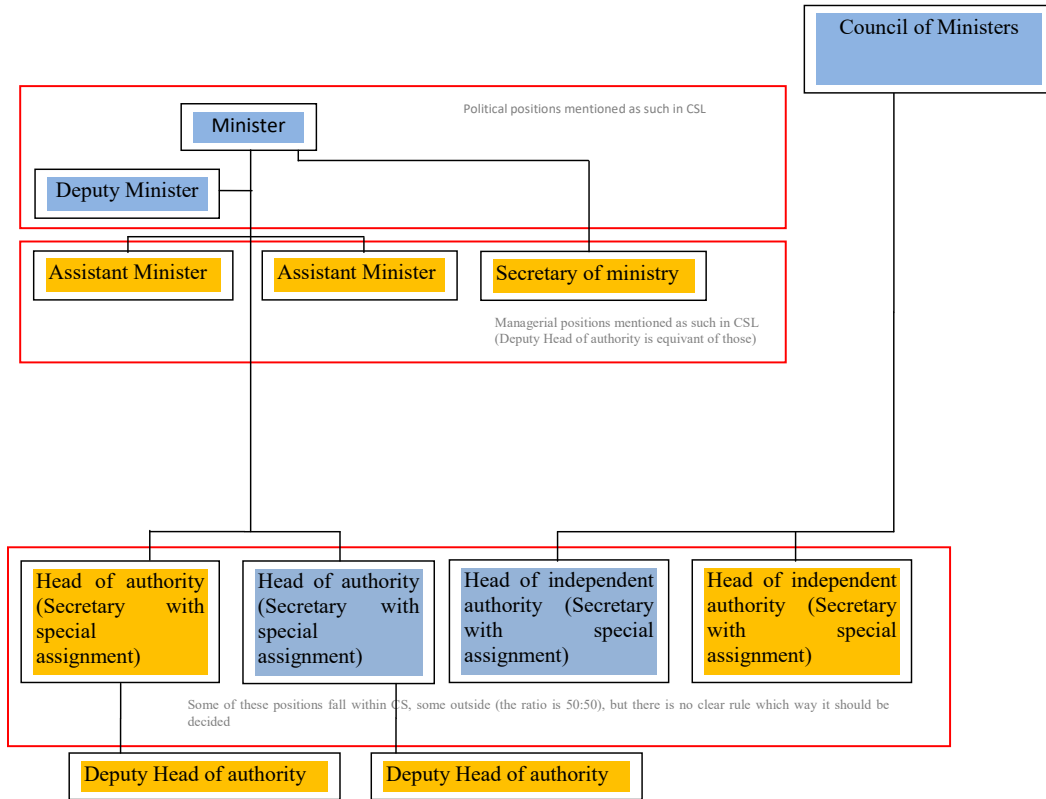 Council of Ministers
Political positions mentioned as such in CSL
Minister
Deputy Minister
Assistant Minister
Assistant Minister
Secretary of ministry
Managerial positions mentioned as such in CSL
(Deputy Head of authority is equivant of those)
Head of authority
(Secretary with
special
assignment)
Head of authority
(Secretary with
special
assignment)
Head of independent
authority (Secretary
with special
assignment)
Head of independent
authority (Secretary
with special
assignment)
Some of these positions fall within CS, some outside (the ratio is 50:50), but there is no clear rule which way it should be
decided
Deputy Head of authority
Deputy Head of authority